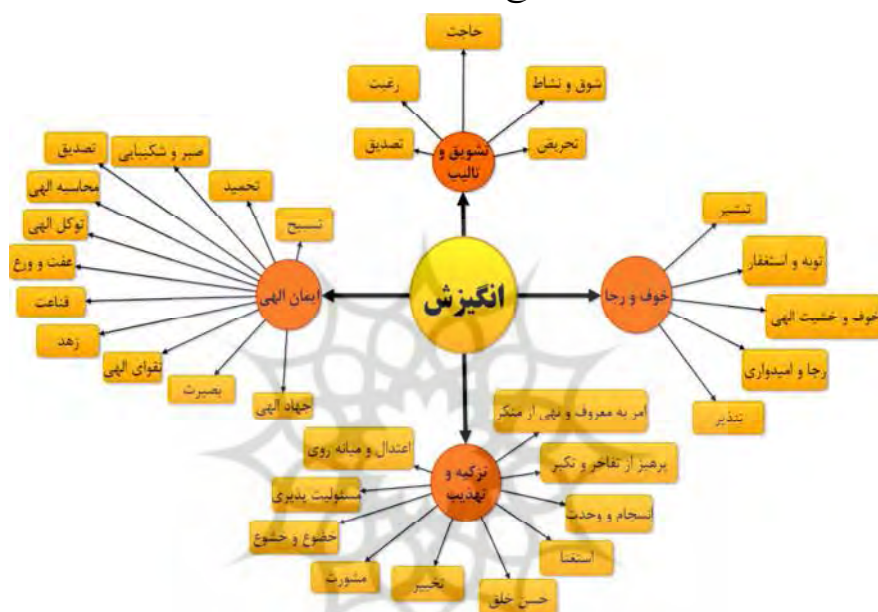 حاجت
رغبت
شوق و نشاط
تصدیق
تحریض
تشویق و
تالیب
تصدیق
صبر و شکیبایی
محاسبه الهی
تحمید
توکل الهی
تسبیح
عفت و ورع
قناعت
زهد
تقوای الهی
بصیرت
جهاد الهی
ایمان الهی
انگیزش
خوف و رجا
تبشیر
توبه و استغفار
خوف و خشیت الهی
رجا و امیدواری
تنذیر
تزکیه و
تهذیب
امر به معروف و نهی از منکر
اعتدال و میانه روی
پرهیز از تفاخر و تکبر
مسئولیت پذیری
انسجام و وحدت
خضوع و خشوع
استغنا
مشورت
تخییر
حسن خلق